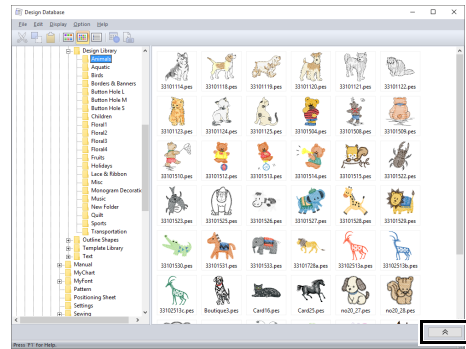 Design Database
File Edit Display Option Help
Design Library
Animals
Aquatic
Birds
Borders & Banners
Button Hole L
Button Hole M
Button Hole S
Children
Floral1
Floral2
Floral3
Floral4
Fruits
Holidays
Lace & Ribbon
Misc
Monogram Decorati
Music
New Folder
Quilt
Sports
Transportation
Outline Shapes
Template Library
Text
Manual
MyChart
MyFont
Pattern
Positioning Sheet
Settings
Sewing
33101114.pes 33101118.pes 33101119.pes 33101120.pes 33101121.pes 33101122.pes
33101123.pes 33101124.pes 33101125.pes 33101504.pes 33101508.pes 33101509.pes
33101510.pes 33101512.pes 33101513.pes 33101514.pes 33101515.pes 33101522.pes
33101523.pes 33101525.pes 33101526.pes 33101527.pes 33101528.pes 33101529.pes
33101530.pes 33101531.pes 33101533.pes 33101728a.pes 33102513a.pes 33102513b.pes
33102513c.pes Boutique3.pes Card16.pes Card25.pes no20_27.pes no20_28.pes
Press 'F1' for Help.